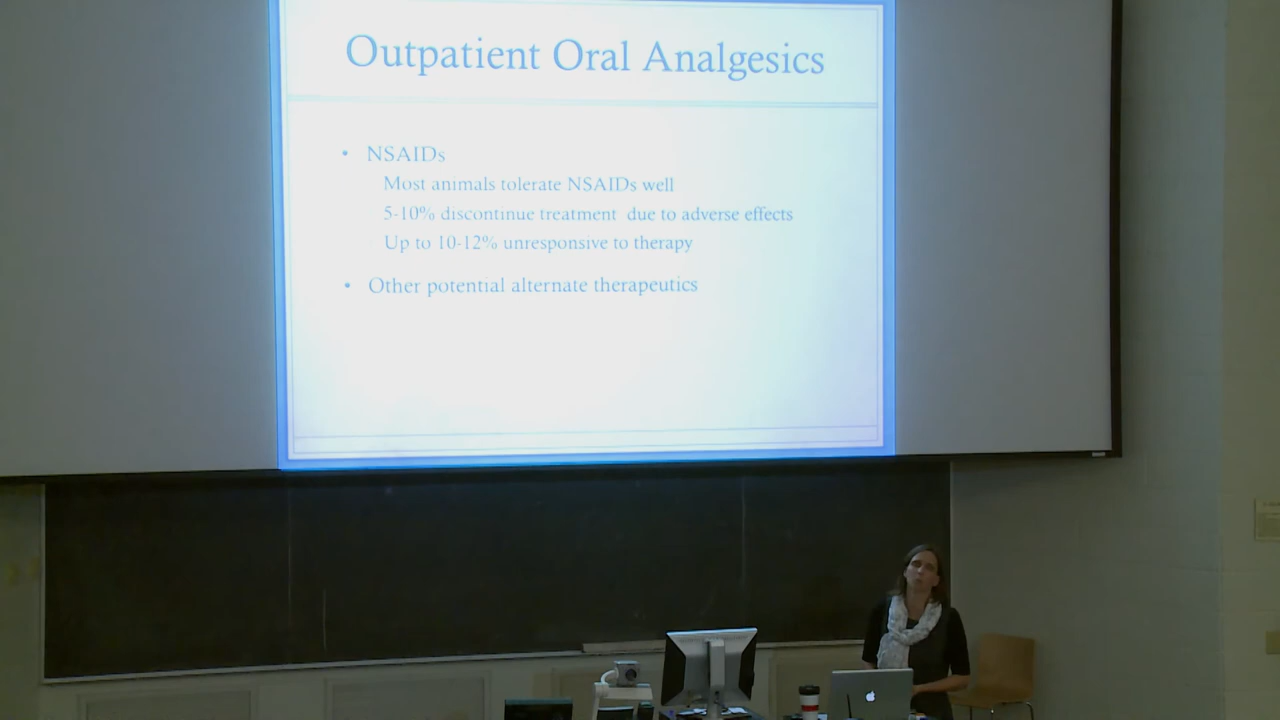 Outpatient Oral Analgesics
• NSAIDs
Most animals tolerate NSAIDs well
5-10% discontinue treatment due to adverse effects
Up to 10-12% unresponsive to therapy
• Other potential alternate therapeutics